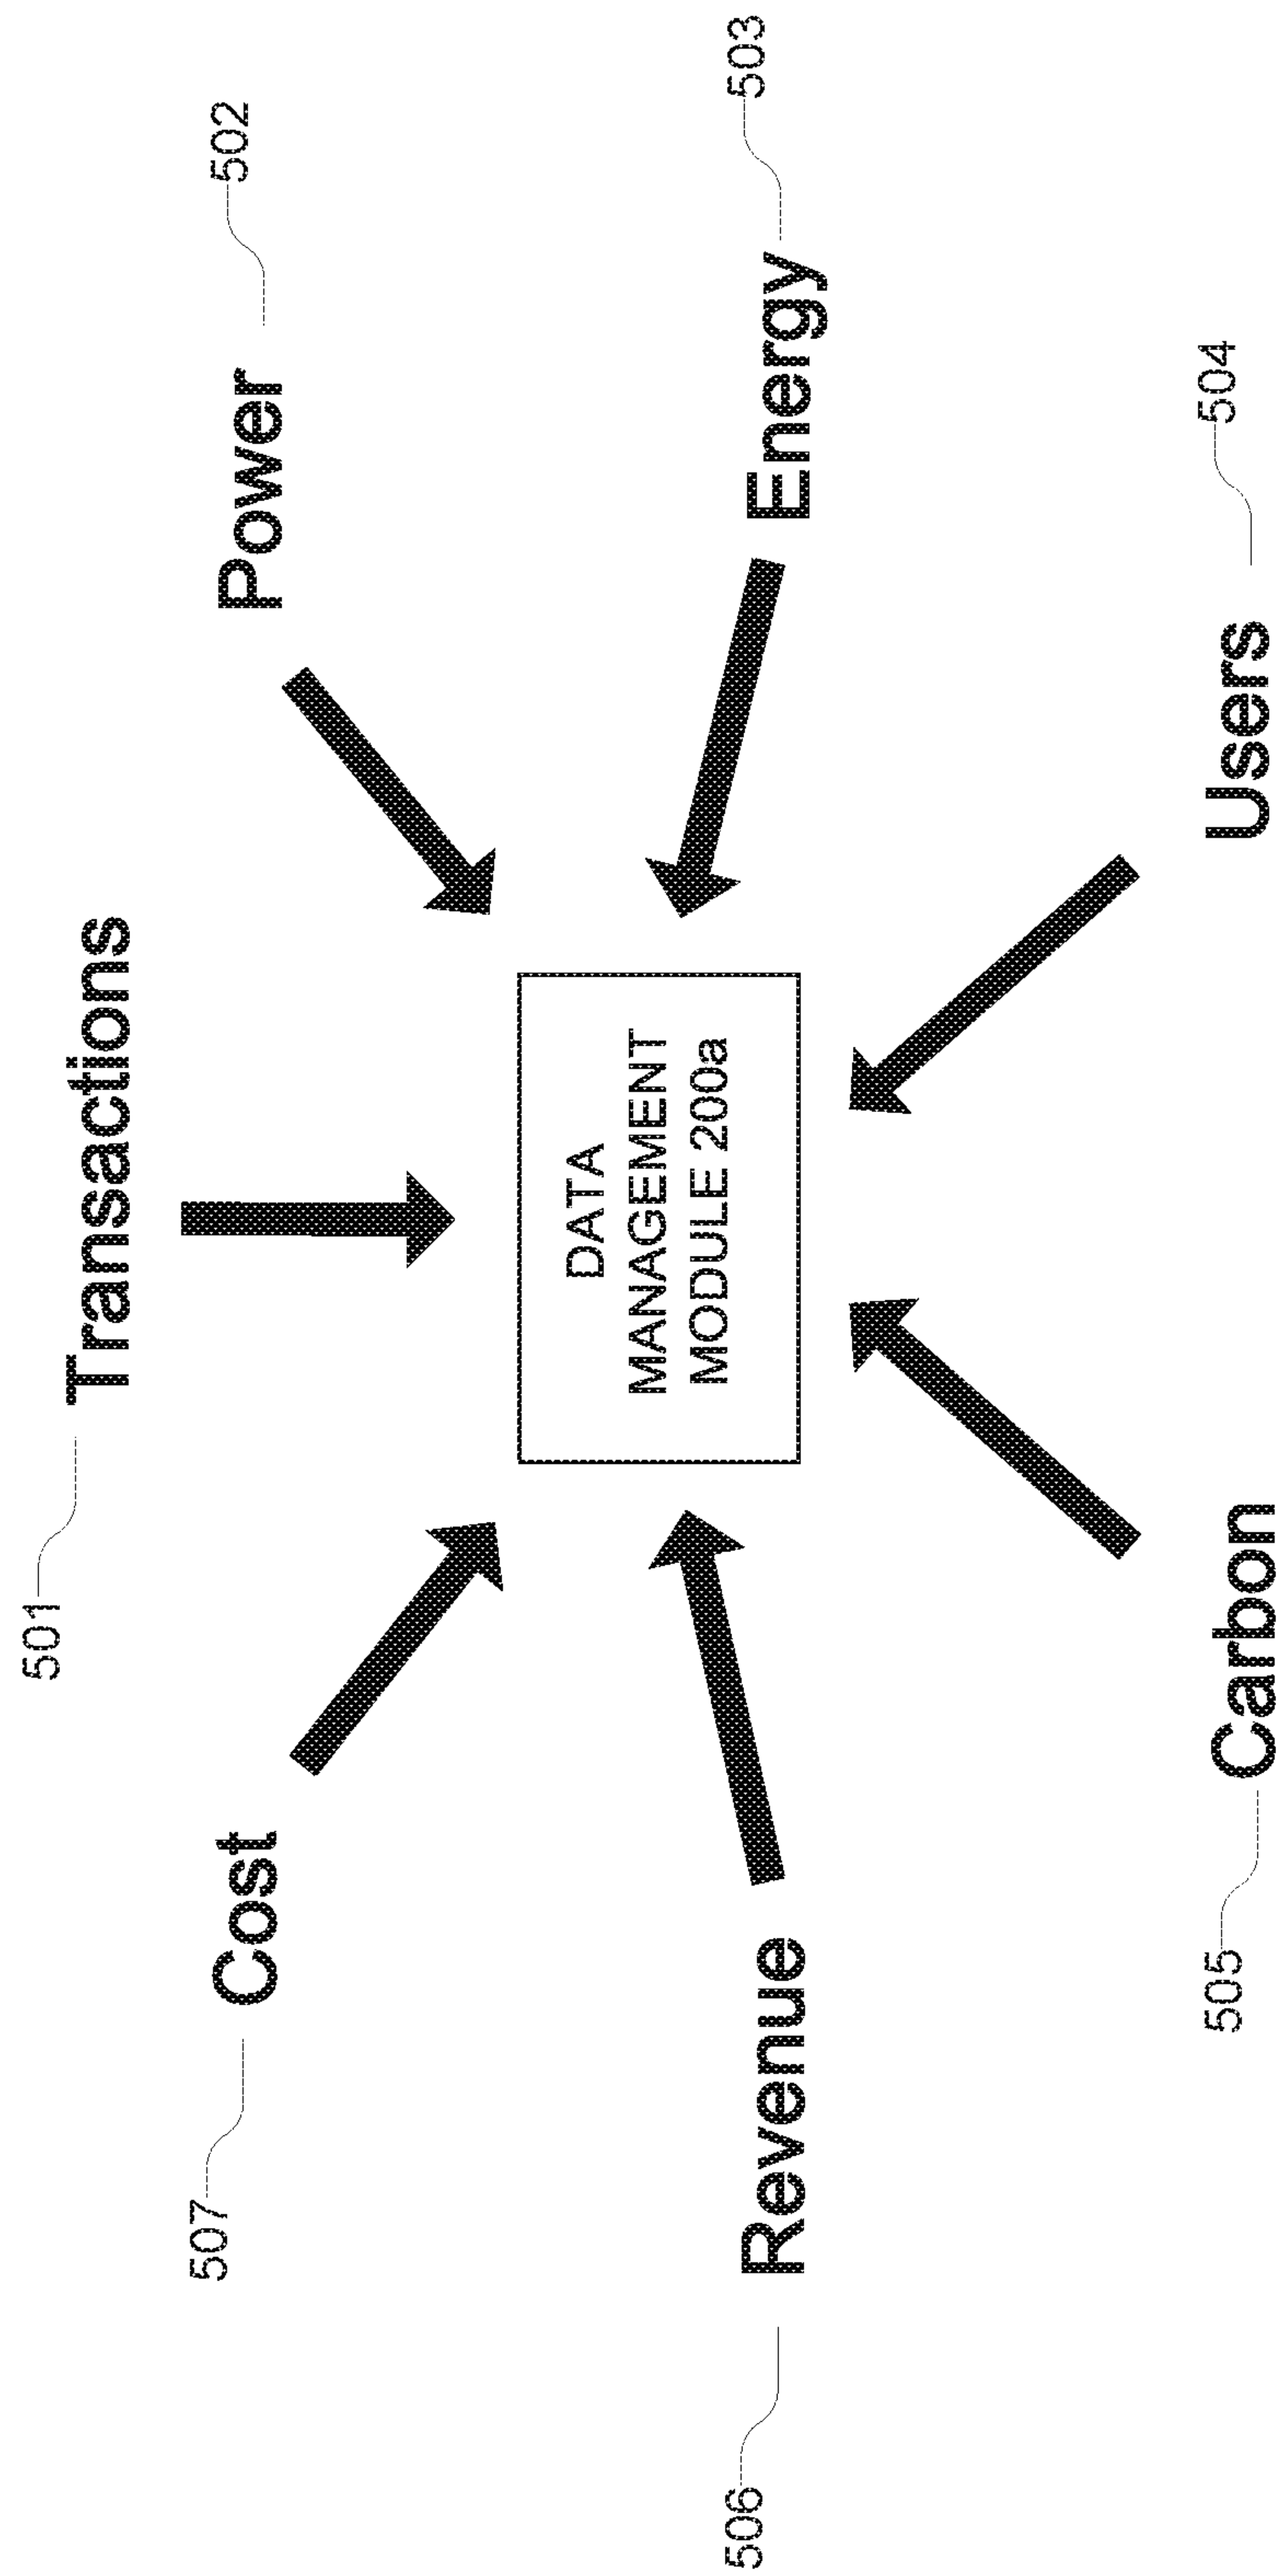 501 Transactions
507 Cost
Power 502
DATA
MANAGEMENT
MODULE 200a
506 Revenue
Energy 503
505 Carbon
Users 504